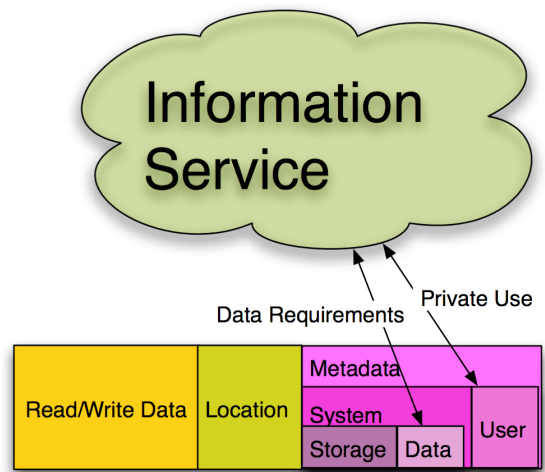 Information
Service
Data Requirements
Private Use
Metadata
Read/Write Data
Location
System
User
Storage
Data